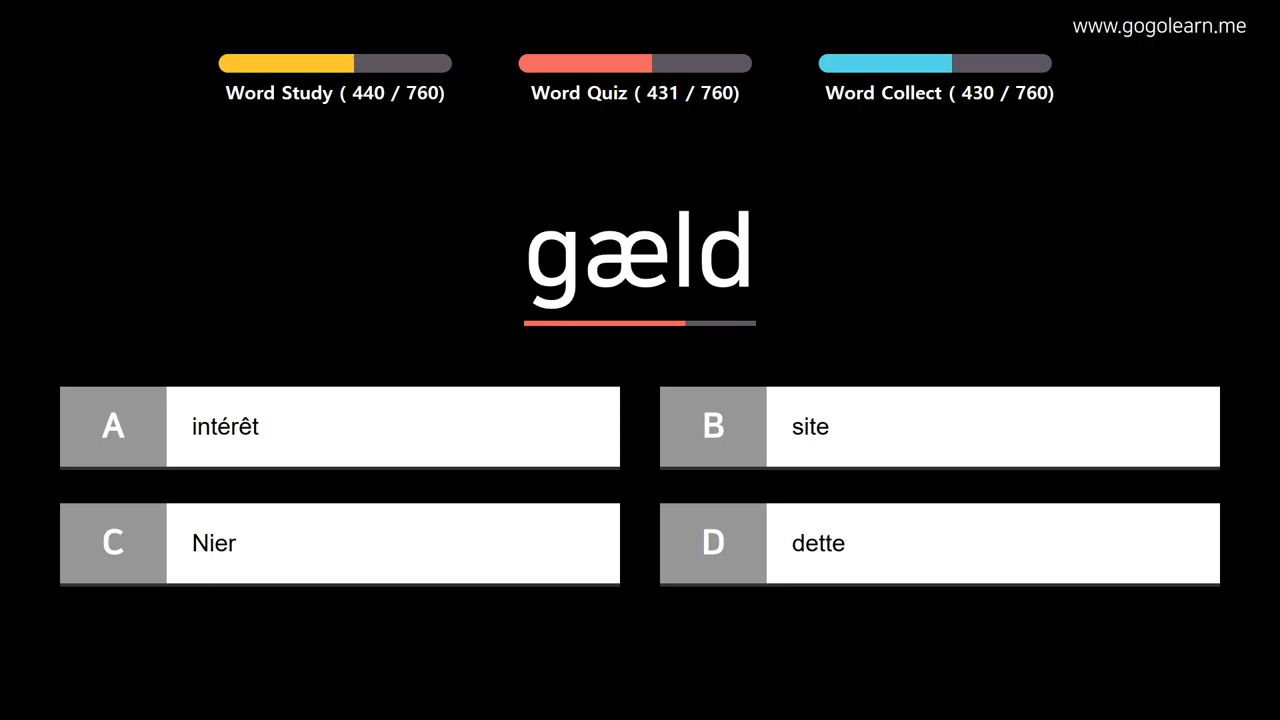 www.gogolearn.me
Word Study ( 440 / 760)
Word Quiz ( 431 / 760)
Word Collect ( 430 / 760)
gæld
A intérêt
B site
C Nier
D dette